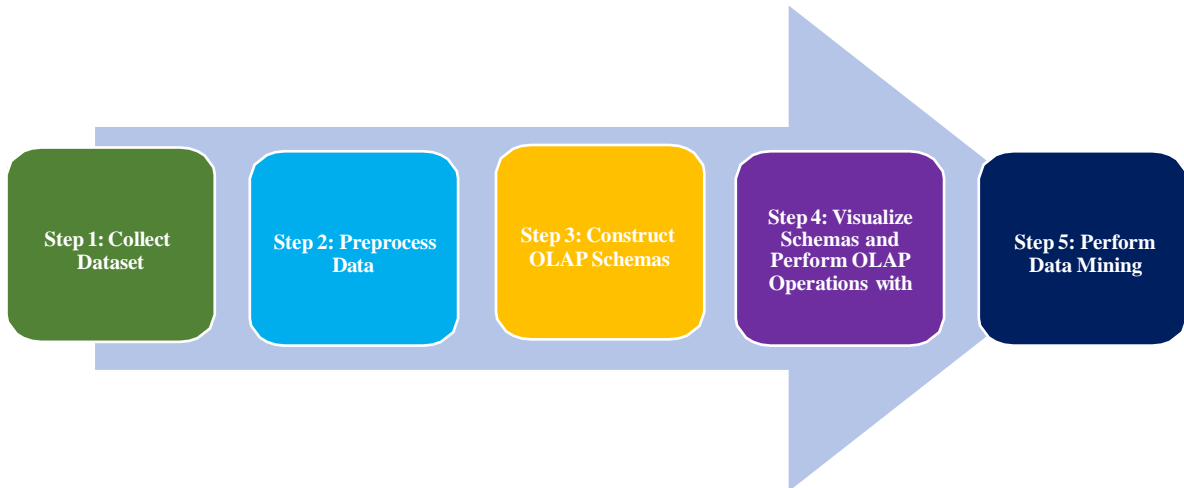 Step 1: Collect
Dataset
Step 2: Preprocess
Data
Step 3: Construct
OLAP Schemas
Step 4: Visualize
Schemas and
Perform OLAP
Operations with
Step 5: Perform
Data Mining